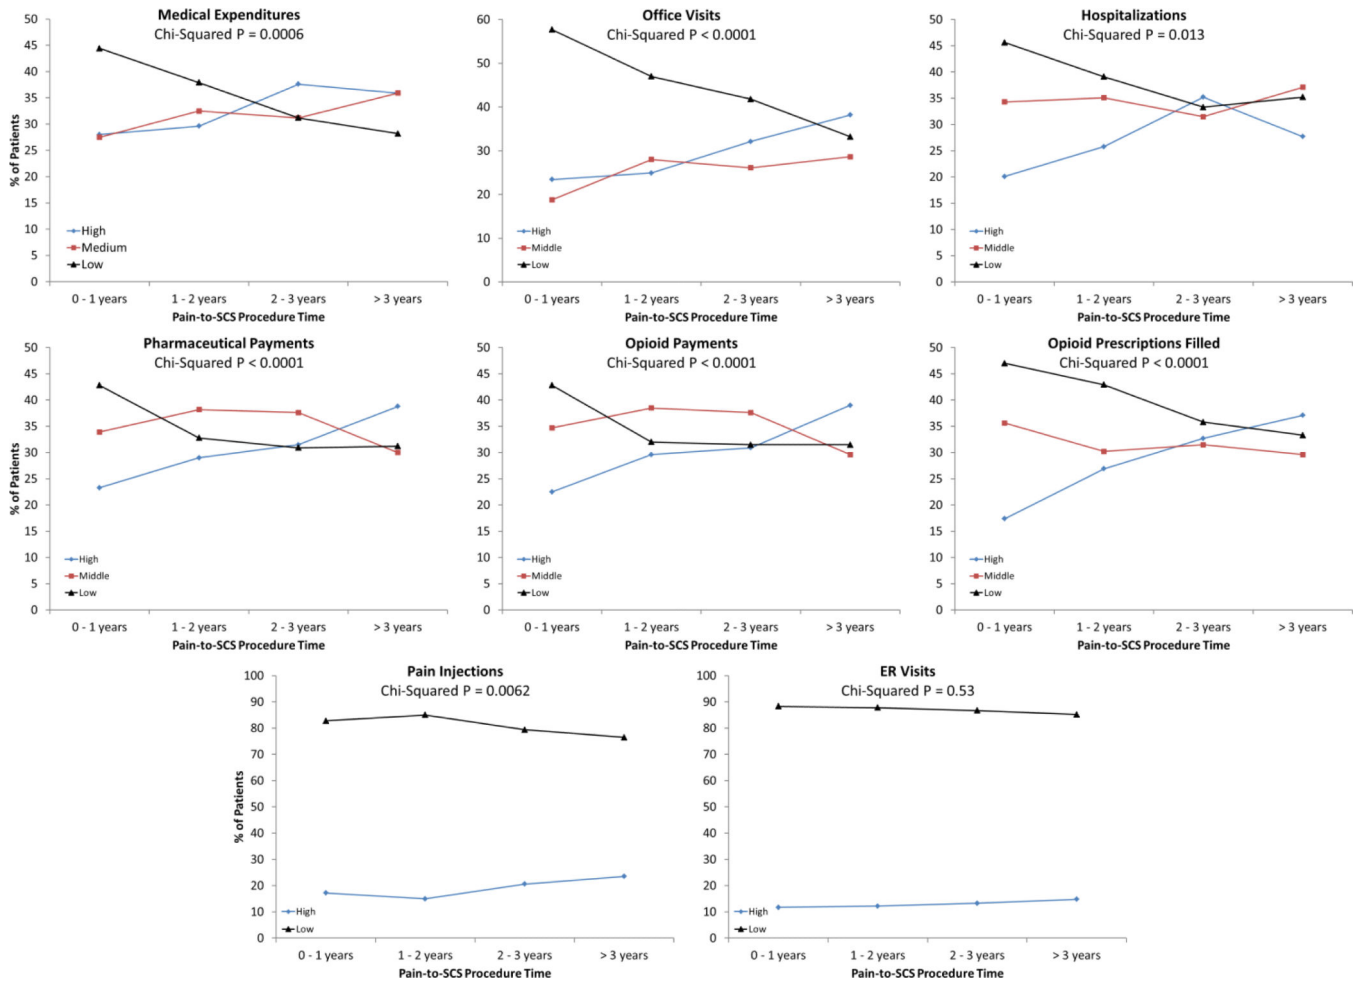 Medical Expenditures
Chi-Squared P = 0.0006
% of Patients
50
45
40
35
30
25
20
15
10
5
0
High
Medium
Low
0 - 1 years 1 - 2 years 2 - 3 years > 3 years
Pain-to-SCS Procedure Time
Office Visits
Chi-Squared P < 0.0001
60
50
40
30
20
10
0
High
Middle
Low
0 - 1 years 1 - 2 years 2 - 3 years > 3 years
Pain-to-SCS Procedure Time
Hospitalizations
Chi-Squared P = 0.013
50
45
40
35
30
25
20
15
10
5
0
High
Middle
Low
0 - 1 years 1 - 2 years 2 - 3 years > 3 years
Pain-to-SCS Procedure Time
Pharmaceutical Payments
Chi-Squared P < 0.0001
% of Patients
50
45
40
35
30
25
20
15
10
5
0
High
Middle
Low
0 - 1 years 1 - 2 years 2 - 3 years > 3 years
Pain-to-SCS Procedure Time
Opioid Payments
Chi-Squared P < 0.0001
50
45
40
35
30
25
20
15
10
5
0
High
Middle
Low
0 - 1 years 1 - 2 years 2 - 3 years > 3 years
Pain-to-SCS Procedure Time
Opioid Prescriptions Filled
Chi-Squared P < 0.0001
50
45
40
35
30
25
20
15
10
5
0
High
Middle
Low
0 - 1 years 1 - 2 years 2 - 3 years > 3 years
Pain-to-SCS Procedure Time
Pain Injections
Chi-Squared P = 0.0062
% of Patients
100
90
80
70
60
50
40
30
20
10
0
High
Low
0 - 1 years 1 - 2 years 2 - 3 years > 3 years
Pain-to-SCS Procedure Time
ER Visits
Chi-Squared P = 0.53
100
90
80
70
60
50
40
30
20
10
0
High
Low
0 - 1 years 1 - 2 years 2 - 3 years > 3 years
Pain-to-SCS Procedure Time